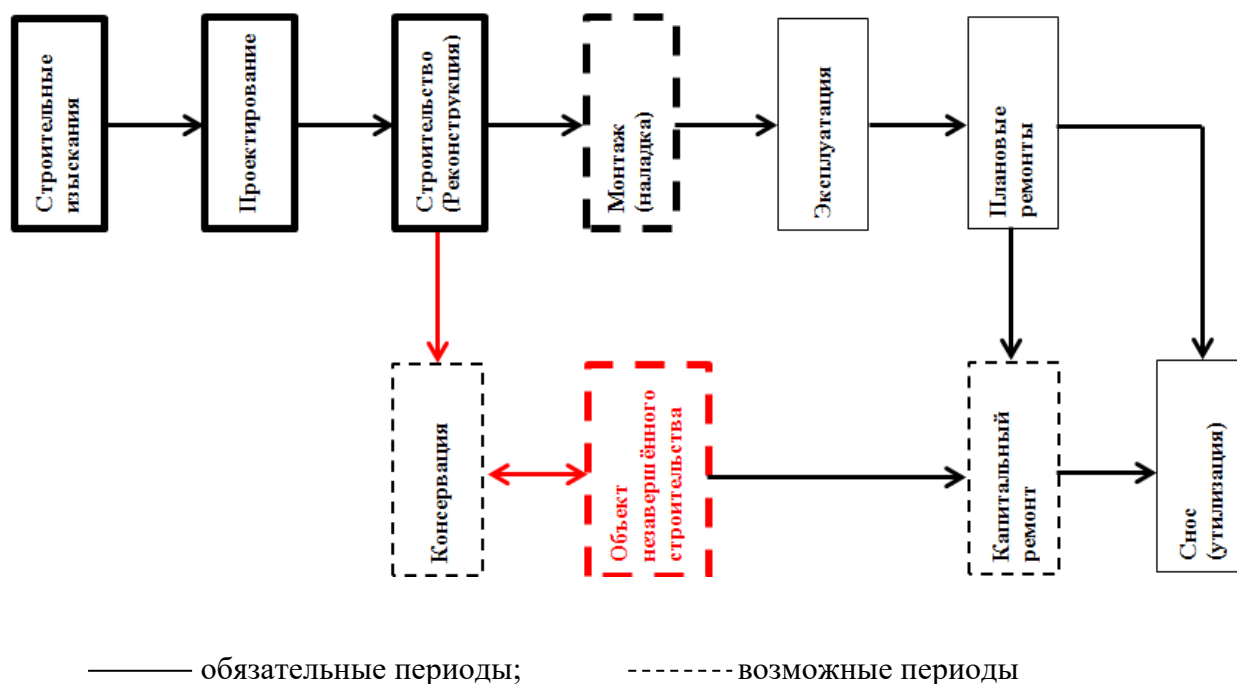 Строительные
изыскания
Проектирование
Строительство
(Реконструкция)
Монтаж
(наладка)
Эксплуатация
Плановые
ремонты
Консервация
Объект
незавершённого
строительства
Капитальный
ремонт
Снос
(утилизация)
обязательные периоды;
возможные периоды